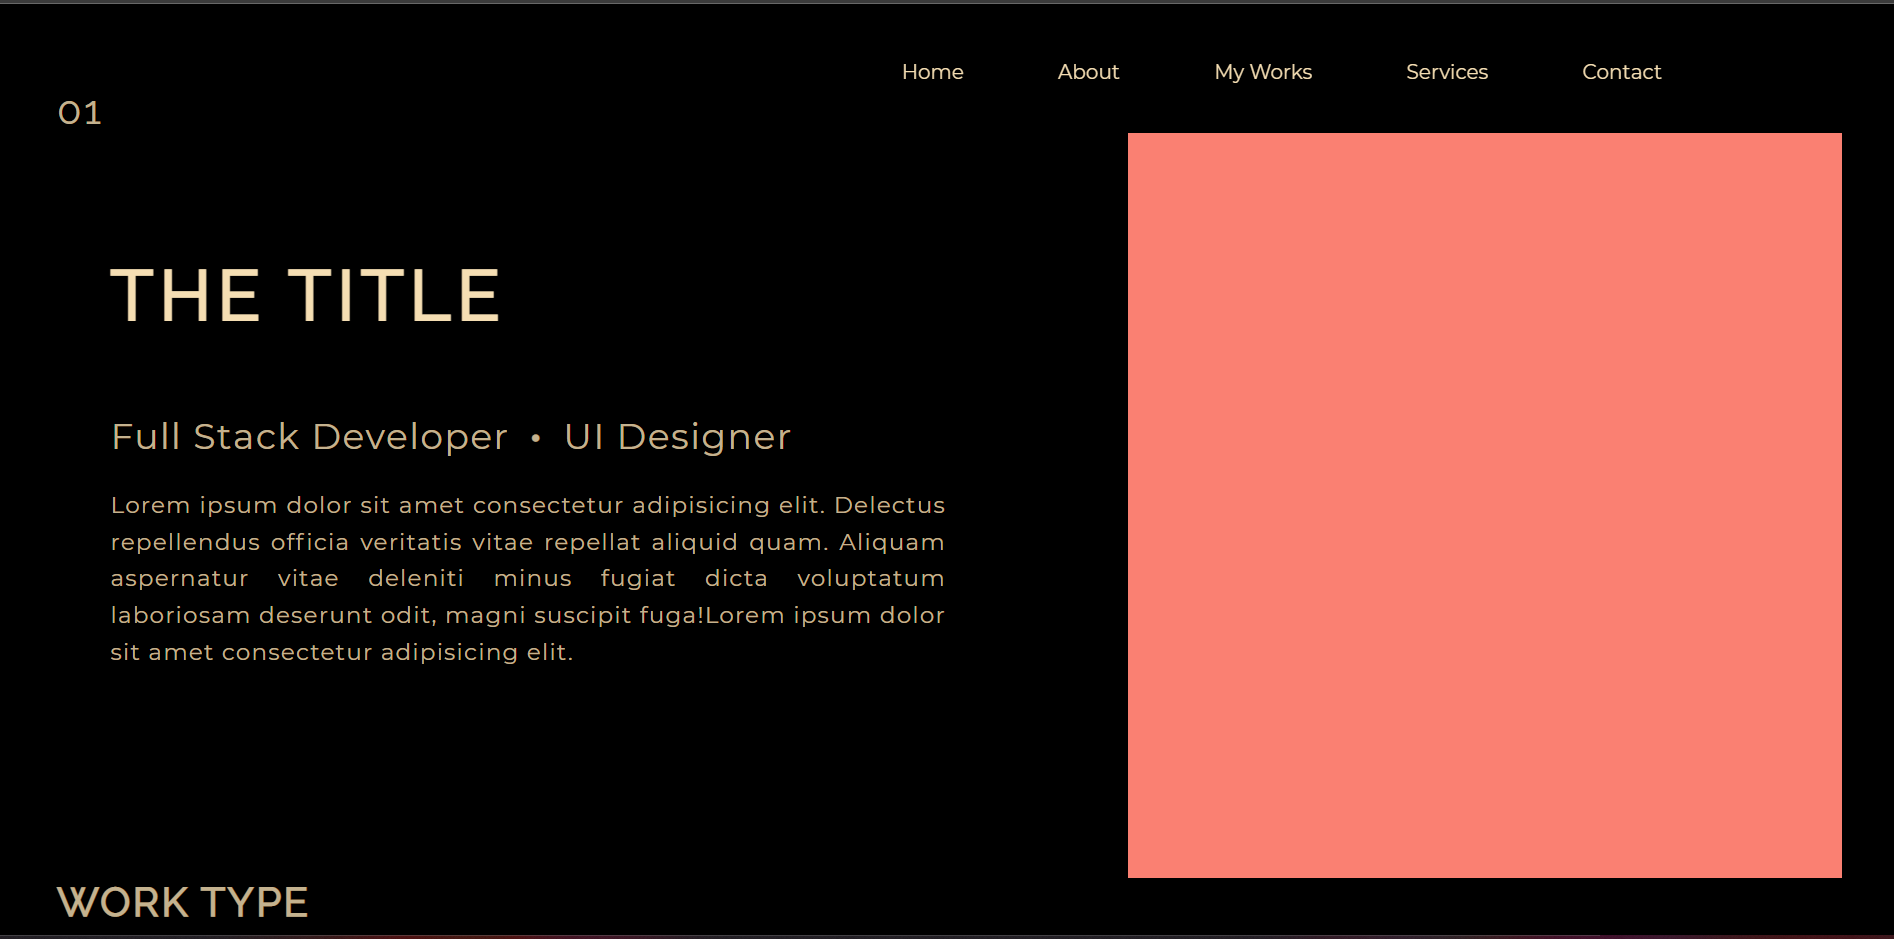 Home About My Works Services Contact
01
THE TITLE
Full Stack Developer • UI Designer
Lorem ipsum dolor sit amet consectetur adipisicing elit. Delectus
repellendus officia veritatis vitae repellat aliquid quam. Aliquam
aspernatur vitae deleniti minus fugiat dicta voluptatum
laboriosam deserunt odit, magni suscipit fuga!Lorem ipsum dolor
sit amet consectetur adipisicing elit.
WORK TYPE